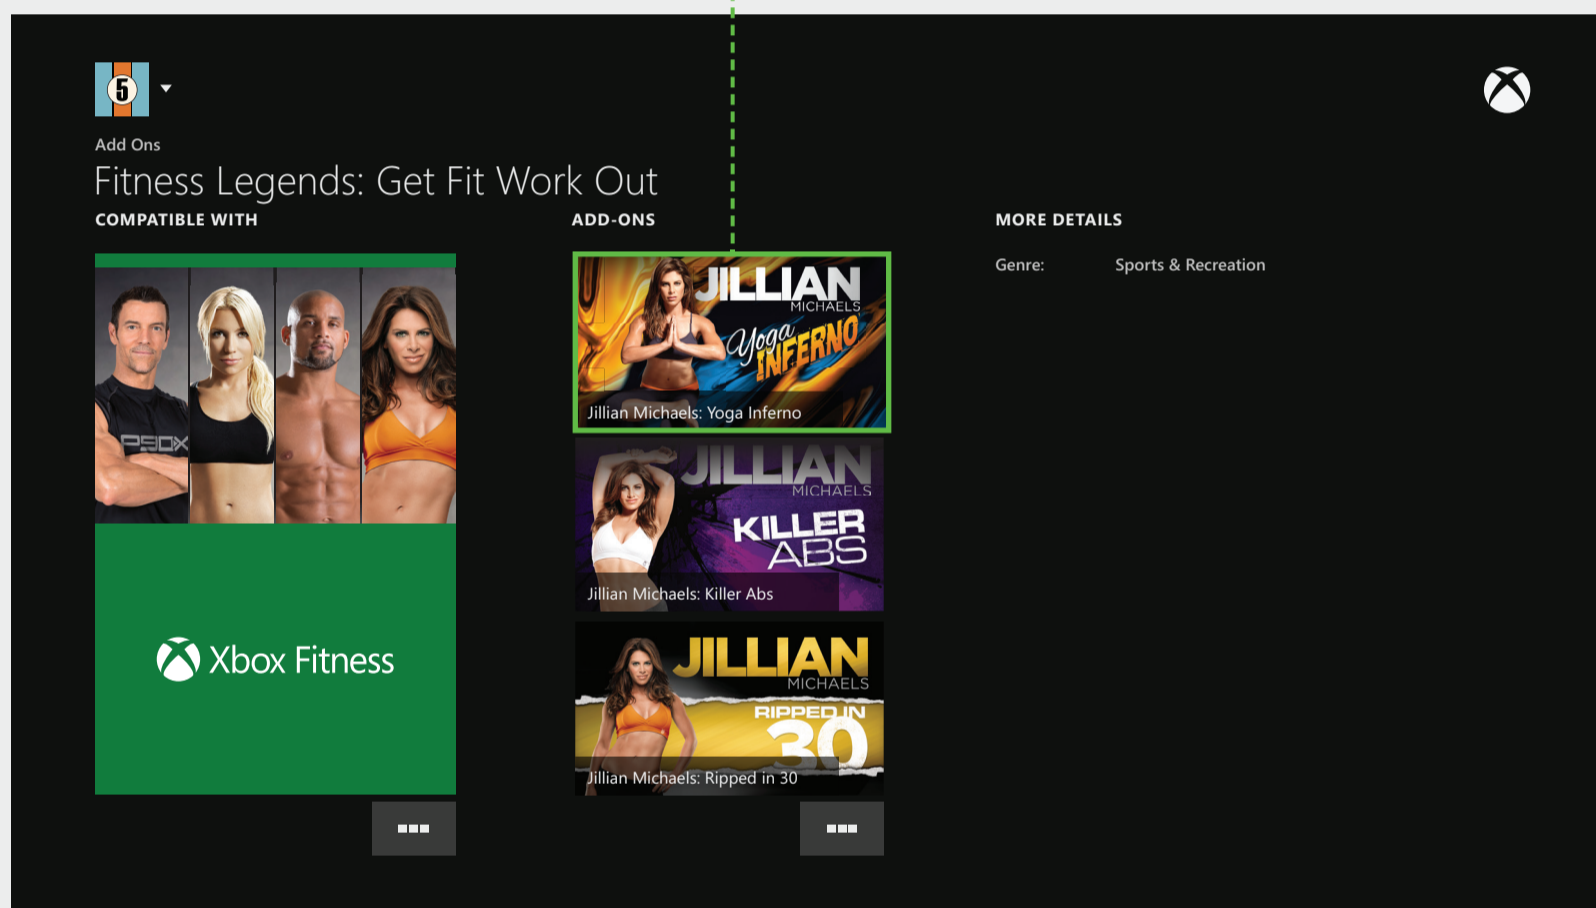 5
Add Ons
Fitness Legends: Get Fit Work Out
COMPATIBLE WITH
P90X
Xbox Fitness
ADD-ONS
JILLIAN
MICHAELS
Yoga
INFERNO
Jillian Michaels: Yoga Inferno
JILLIAN
MICHAELS
KILLER
ABS
Jillian Michaels: Killer Abs
JILLIAN
MICHAELS
RIPPED IN
30
Jillian Michaels: Ripped in 30
MORE DETAILS
Genre: Sports & Recreation